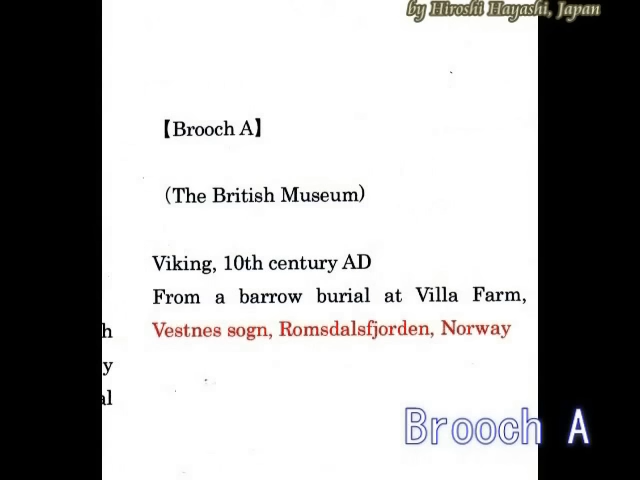 by Hiroshi Hayashi, Japan
【Brooch A】
(The British Museum)
Viking, 10th century AD
From a barrow burial at Villa Farm,
Vestnes sogn, Romsdalsfjorden, Norway
h
y
al
Brooch A